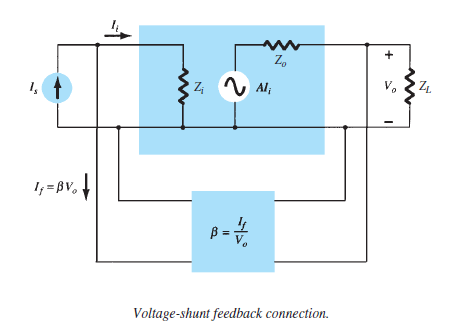 I_i
+
Z_o
I_s
Z_i
AI_i
V_o
Z_L
−
I_f = βV_o
β = I_f / V_o
Voltage-shunt feedback connection.